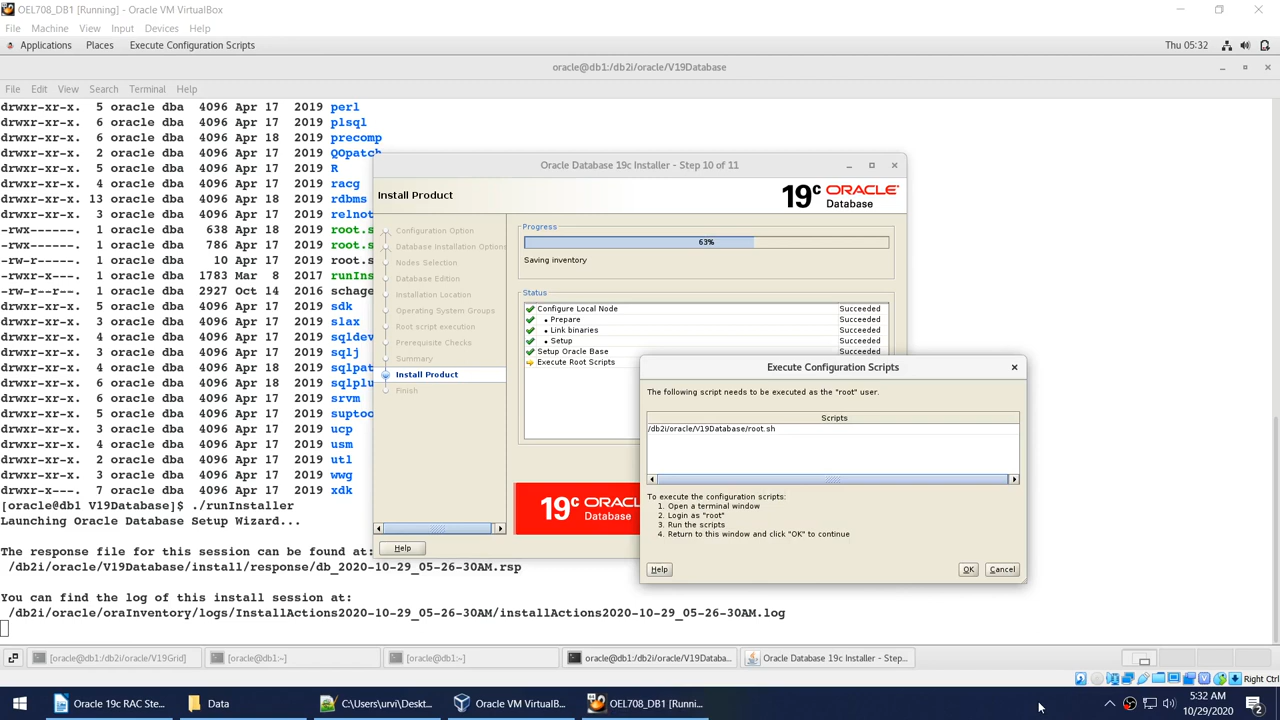 OEL708_DB1 [Running] - Oracle VM VirtualBox
File Machine View Input Devices Help
Applications Places Execute Configuration Scripts Thu 05:32
oracle@db1:/db2i/oracle/V19Database
File Edit View Search Terminal Help
drwxr-xr-x. 5 oracle dba 4096 Apr 17 2019 perl
drwxr-xr-x. 6 oracle dba 4096 Apr 17 2019 plsql
drwxr-xr-x. 6 oracle dba 4096 Apr 18 2019 precomp
drwxr-xr-x. 2 oracle dba 4096 Apr 17 2019 QOpatch
drwxr-xr-x. 5 oracle dba 4096 Apr 17 2019 R
drwxr-xr-x. 4 oracle dba 4096 Apr 17 2019 racg
drwxr-xr-x. 13 oracle dba 4096 Apr 18 2019 rdbms
drwxr-xr-x. 3 oracle dba 4096 Apr 17 2019 relnot
-rwx------. 1 oracle dba 638 Apr 18 2019 root.s
-rwx------. 1 oracle dba 786 Apr 17 2019 root.s
-rw-r-----. 1 oracle dba 10 Apr 17 2019 root.s
-rwxr-x---. 1 oracle dba 1783 Mar 8 2017 runIns
-rw-r--r--. 1 oracle dba 2927 Oct 14 2016 schage
drwxr-xr-x. 5 oracle dba 4096 Apr 17 2019 sdk
drwxr-xr-x. 3 oracle dba 4096 Apr 17 2019 slax
drwxr-xr-x. 4 oracle dba 4096 Apr 17 2019 sqldev
drwxr-xr-x. 3 oracle dba 4096 Apr 17 2019 sqlj
drwxr-xr-x. 4 oracle dba 4096 Apr 18 2019 sqlpat
drwxr-xr-x. 6 oracle dba 4096 Apr 17 2019 sqlplu
drwxr-xr-x. 6 oracle dba 4096 Apr 17 2019 srvm
drwxr-xr-x. 5 oracle dba 4096 Apr 17 2019 suptoo
drwxr-xr-x. 3 oracle dba 4096 Apr 17 2019 ucp
drwxr-xr-x. 4 oracle dba 4096 Apr 17 2019 usm
drwxr-xr-x. 2 oracle dba 4096 Apr 17 2019 utl
drwxr-xr-x. 3 oracle dba 4096 Apr 17 2019 wwg
drwxr-x---. 7 oracle dba 4096 Apr 17 2019 xdk
[oracle@db1 V19Database]$ ./runInstaller
Launching Oracle Database Setup Wizard...
The response file for this session can be found at:
/db2i/oracle/V19Database/install/response/db_2020-10-29_05-26-30AM.rsp
You can find the log of this install session at:
/db2i/oracle/oraInventory/logs/InstallActions2020-10-29_05-26-30AM/installActions2020-10-29_05-26-30AM.log
Oracle Database 19c Installer - Step 10 of 11
Install Product
19c ORACLE
Database
Configuration Option
Database Installation Options
Nodes Selection
Database Edition
Installation Location
Operating System Groups
Root script execution
Prerequisite Checks
Summary
Install Product
Finish
Progress
63%
Saving inventory
Status
Configure Local Node Succeeded
• Prepare Succeeded
• Link binaries Succeeded
• Setup Succeeded
Setup Oracle Base Succeeded
Execute Root Scripts
19c ORACL
Database
Help
Execute Configuration Scripts
The following script needs to be executed as the "root" user.
Scripts
/db2i/oracle/V19Database/root.sh
To execute the configuration scripts:
1. Open a terminal window
2. Login as "root"
3. Run the scripts
4. Return to this window and click "OK" to continue
Help OK Cancel
[oracle@db1:/db2i/oracle/V19Grid] [oracle@db1:~] [oracle@db1:~] oracle@db1:/db2i/oracle/V19Databa... Oracle Database 19c Installer - Step...
Right Ctrl
Oracle 19c RAC Ste... Data C:\Users\urvi\Deskt... Oracle VM VirtualB... OEL708_DB1 [Runni... 5:32 AM
10/29/2020 2